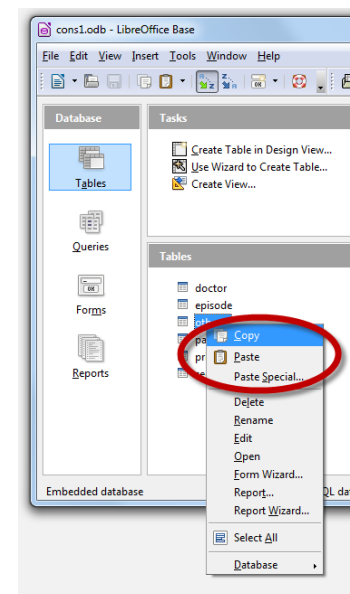 cons1.odb - LibreOffice Base
File Edit View Insert Tools Window Help
Database
Tasks
Tables
Create Table in Design View...
Use Wizard to Create Table...
Create View...
Queries
Forms
Reports
Tables
doctor
episode
Copy
Paste
Paste Special...
Delete
Rename
Edit
Open
Form Wizard...
Report...
Report Wizard...
Select All
Database
Embedded database